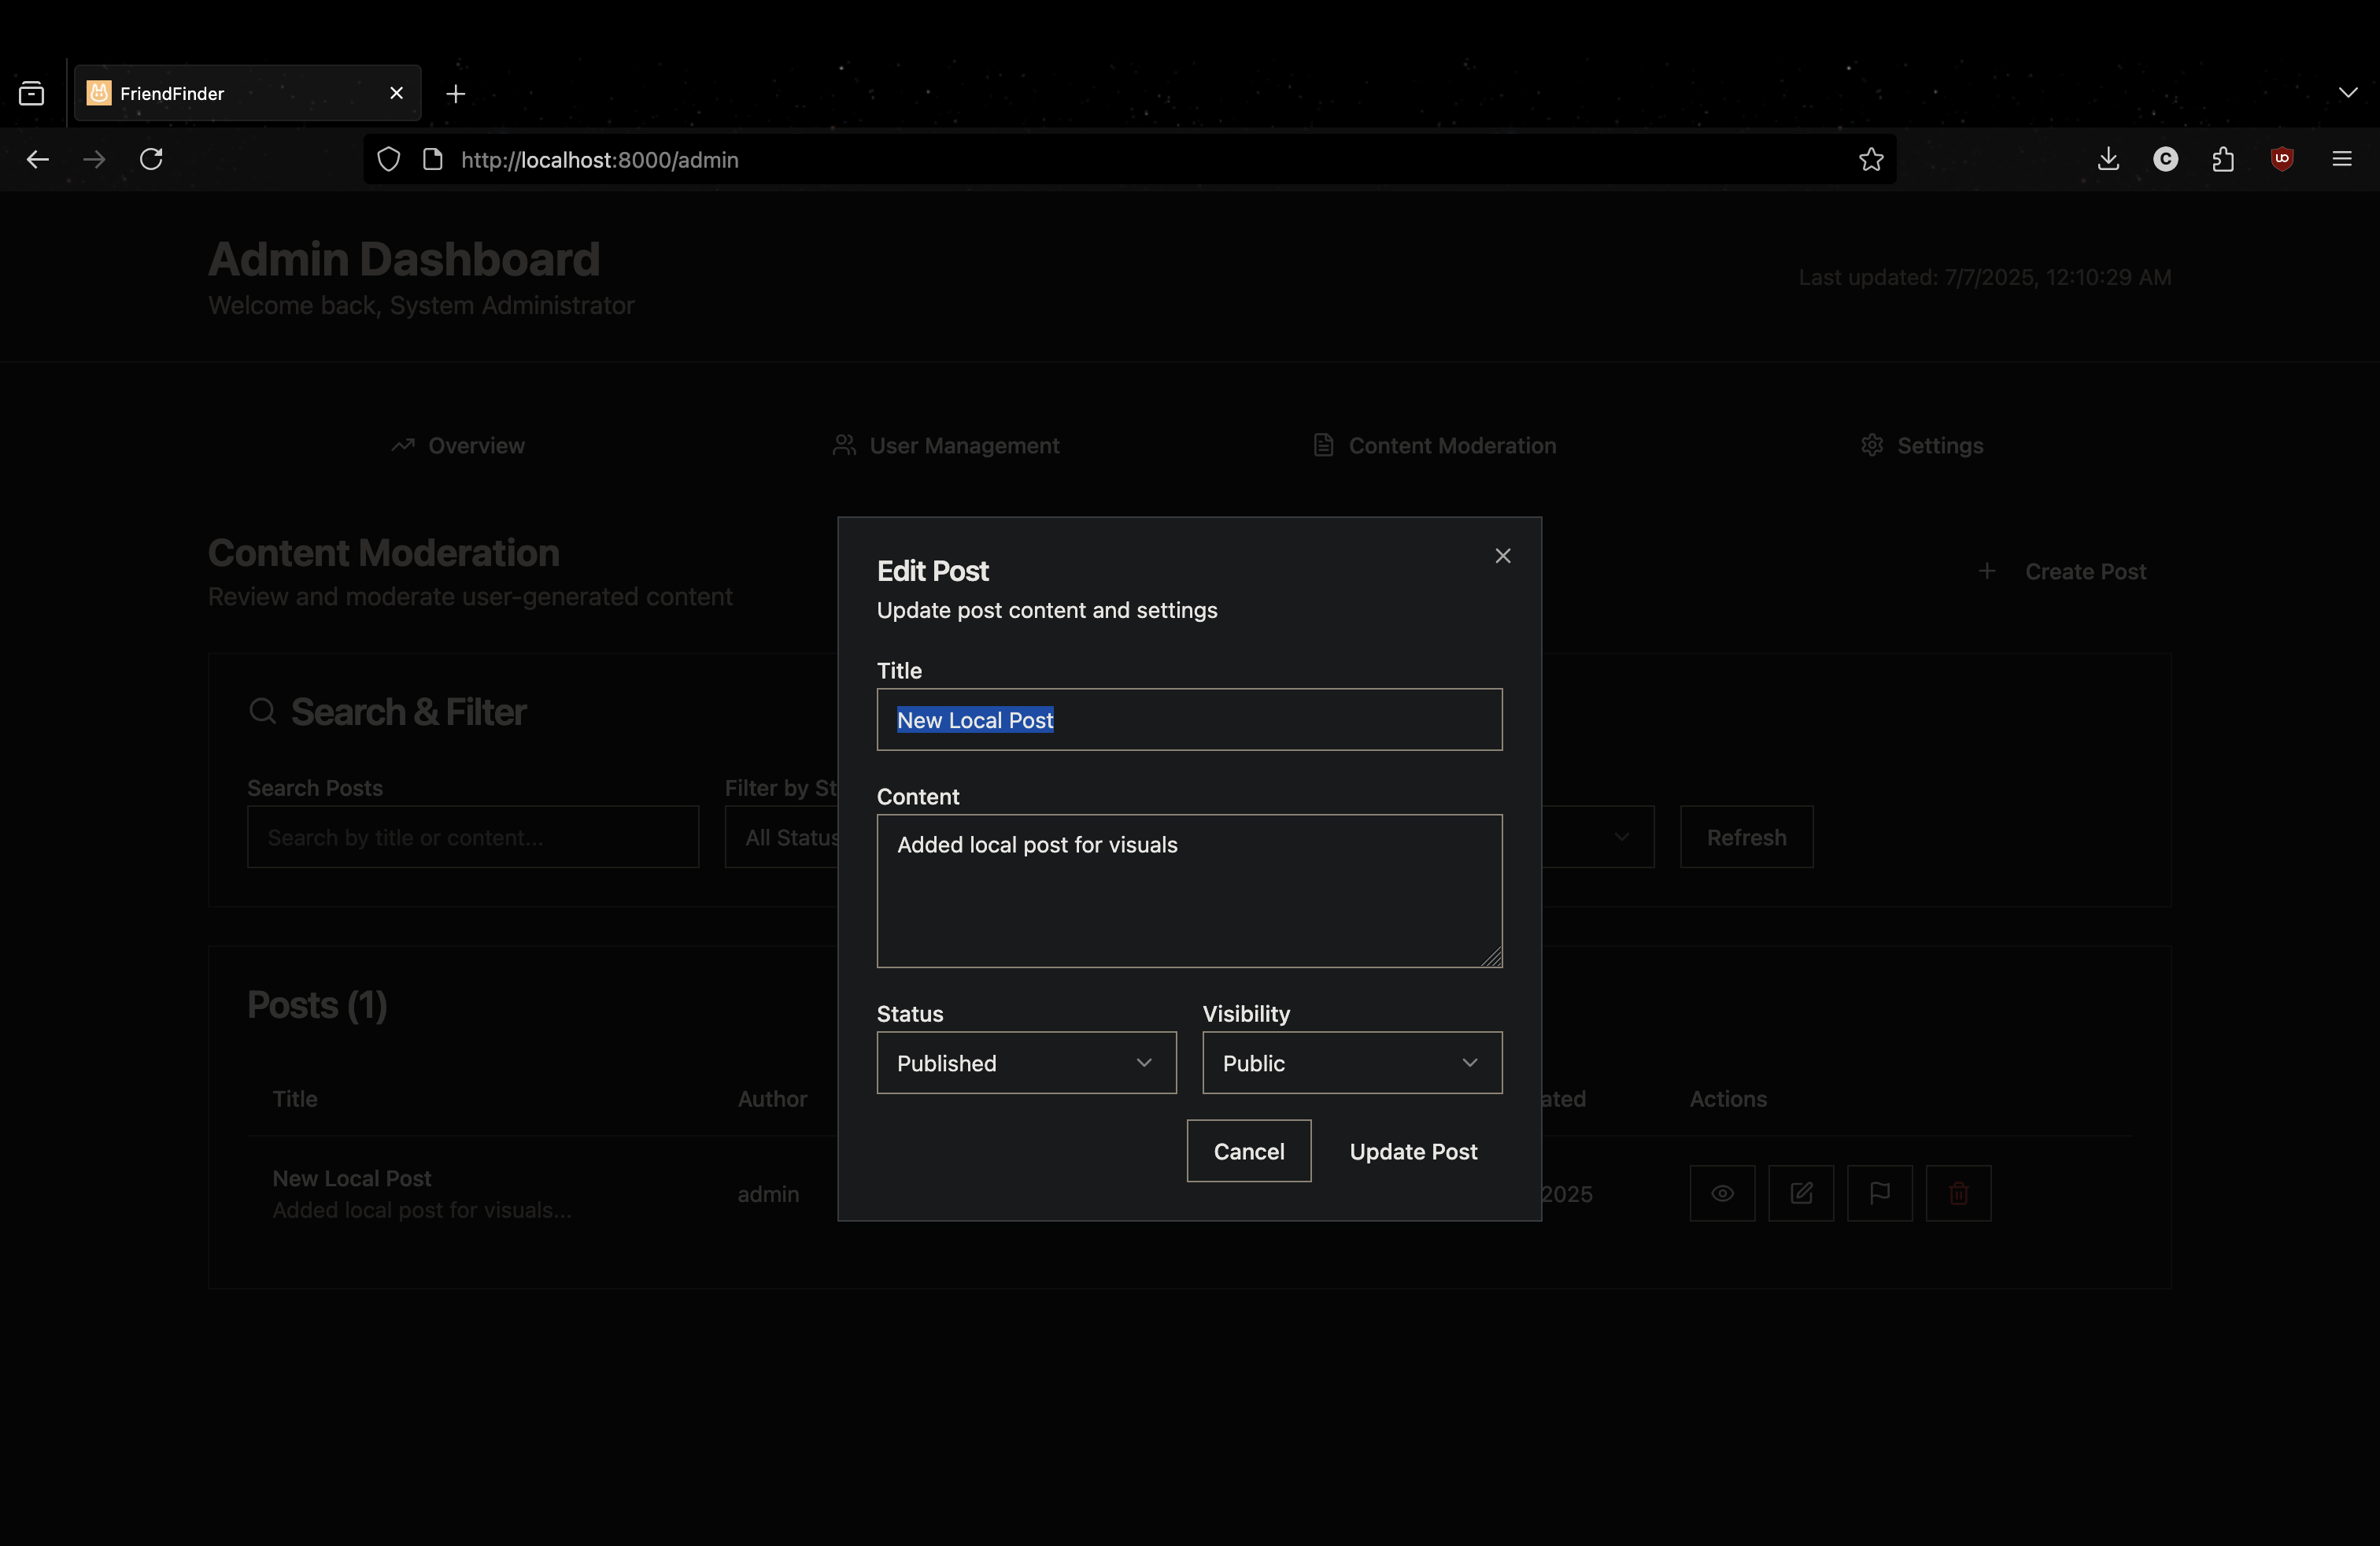 FriendFinder
http://localhost:8000/admin
Admin Dashboard
Welcome back, System Administrator
Last updated: 7/7/2025, 12:10:29 AM
Overview
User Management
Content Moderation
Settings
Content Moderation
Review and moderate user-generated content
Create Post
Search & Filter
Search Posts
Filter by St
Search by title or content...
All Status
Refresh
Posts (1)
Title
Author
ated
Actions
New Local Post
Added local post for visuals...
admin
2025
Edit Post
Update post content and settings
Title
New Local Post
Content
Added local post for visuals
Status
Visibility
Published
Public
Cancel
Update Post